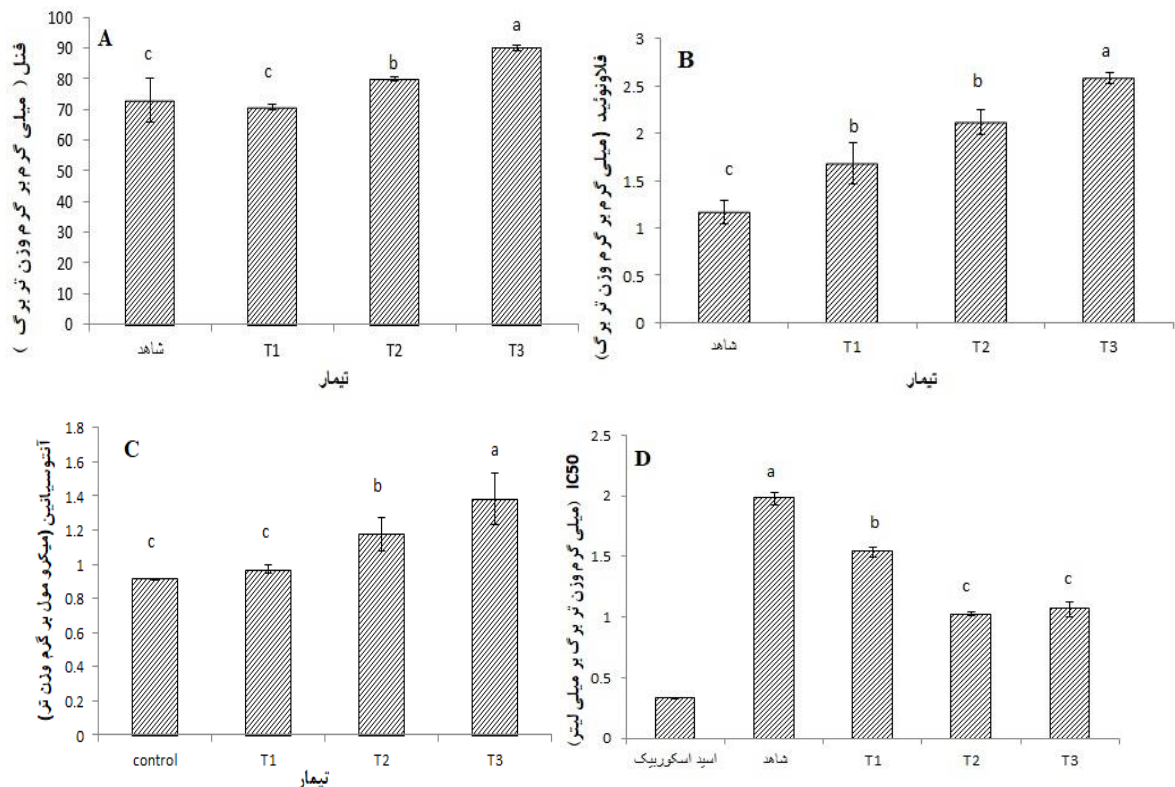 A
فنل ( میلی گرم بر گرم وزن تر برگ )
100
90
80
70
60
50
40
30
20
10
0
c
c
b
a
شاهد
T1
T2
T3
تیمار
B
فلاونوئید (میلی گرم بر گرم وزن تر برگ)
3
2.5
2
1.5
1
0.5
0
c
b
b
a
شاهد
T1
T2
T3
تیمار
C
آنتوسیانین (میکرو مول بر گرم وزن تر)
1.8
1.6
1.4
1.2
1
0.8
0.6
0.4
0.2
0
c
c
b
a
control
T1
T2
T3
تیمار
D
IC50 (میلی گرم وزن تر برگ بر میلی لیتر)
2.5
2
1.5
1
0.5
0
a
b
c
c
اسید اسکوربیک
شاهد
T1
T2
T3